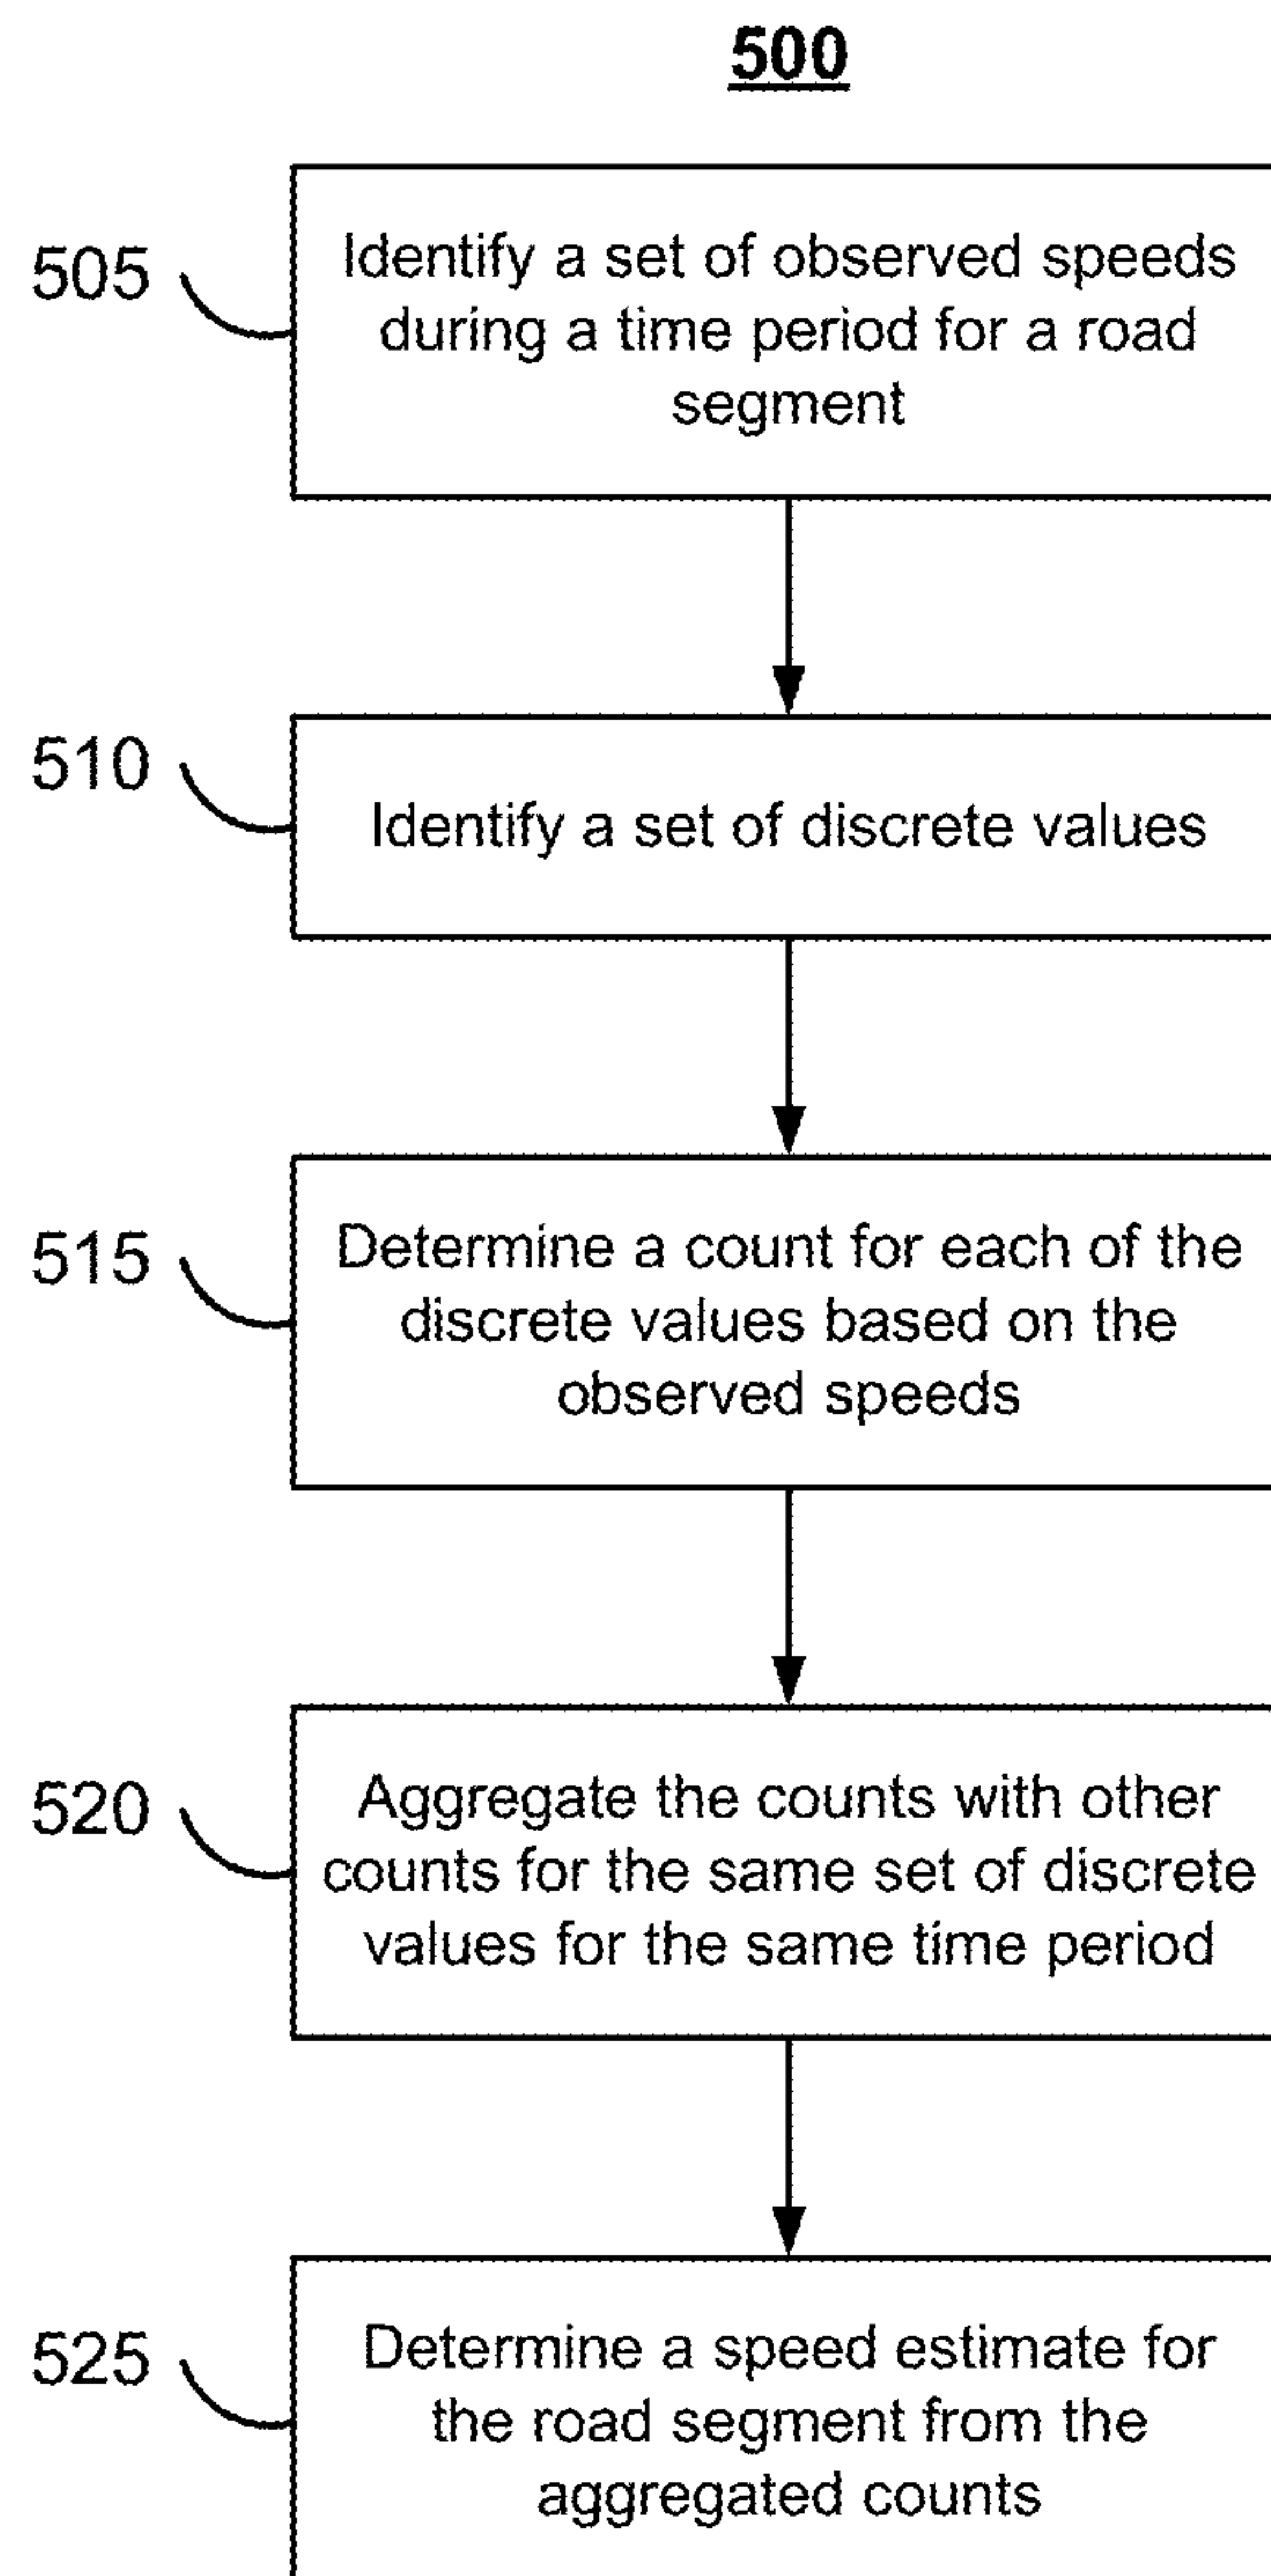 500
505
Identify a set of observed speeds
during a time period for a road
segment
510
Identify a set of discrete values
515
Determine a count for each of the
discrete values based on the
observed speeds
520
Aggregate the counts with other
counts for the same set of discrete
values for the same time period
525
Determine a speed estimate for
the road segment from the
aggregated counts